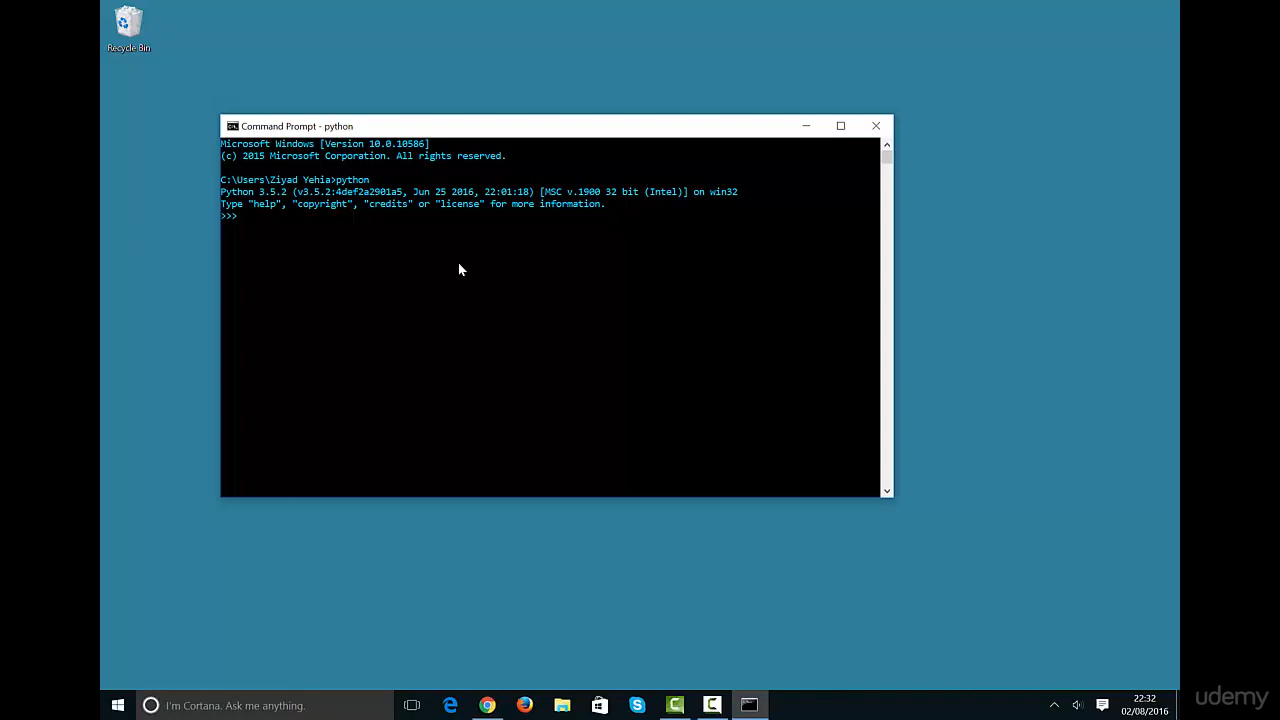 Recycle Bin
Command Prompt - python
Microsoft Windows [Version 10.0.10586]
(c) 2015 Microsoft Corporation. All rights reserved.
C:\Users\Ziyad Yehia>python
Python 3.5.2 (v3.5.2:4def2a2901a5, Jun 25 2016, 22:01:18) [MSC v.1900 32 bit (Intel)] on win32
Type "help", "copyright", "credits" or "license" for more information.
>>>
I'm Cortana. Ask me anything.
22:32
02/08/2016
udemy